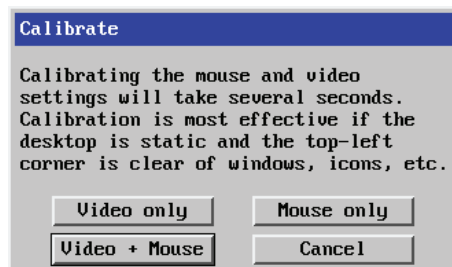 Calibrate
Calibrating the mouse and video
settings will take several seconds.
Calibration is most effective if the
desktop is static and the top-left
corner is clear of windows, icons, etc.
Video only Mouse only
Video + Mouse Cancel